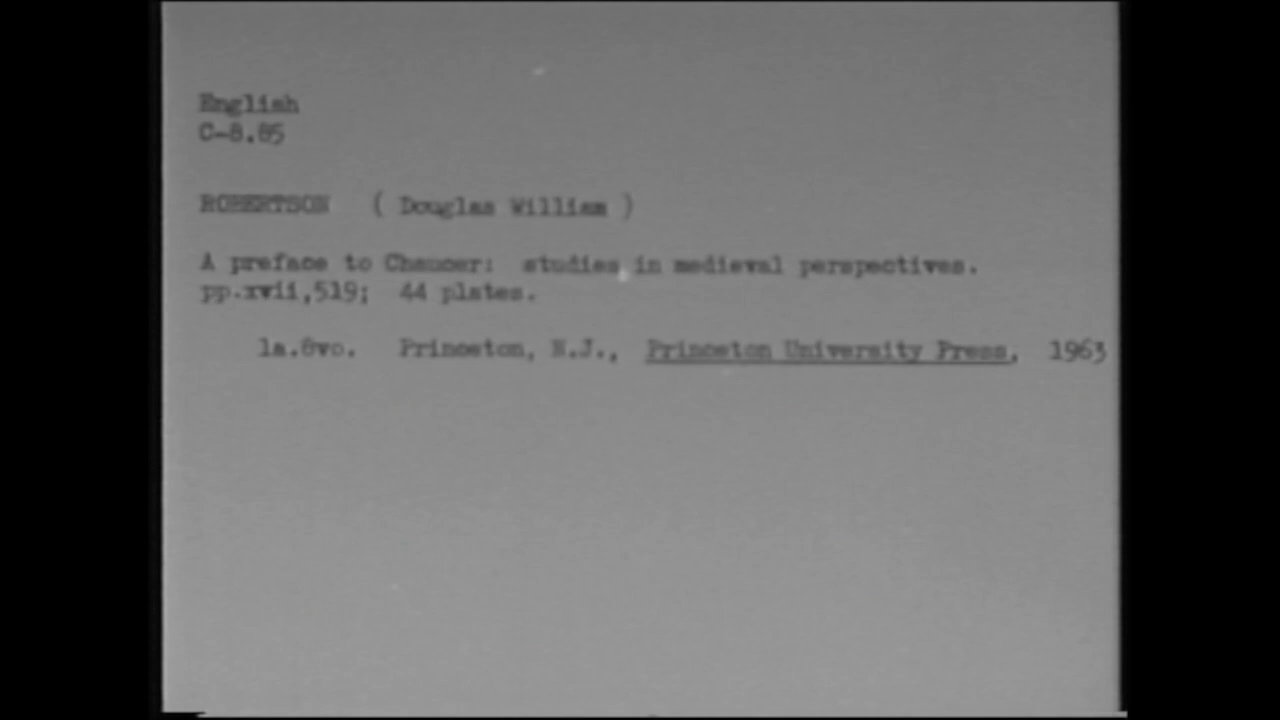 English
C-8.85
ROBERTSON ( Douglas William )
A preface to Chaucer: studies in medieval perspectives.
pp.xvii,519; 44 plates.
la.8vo. Princeton, N.J., Princeton University Press, 1963